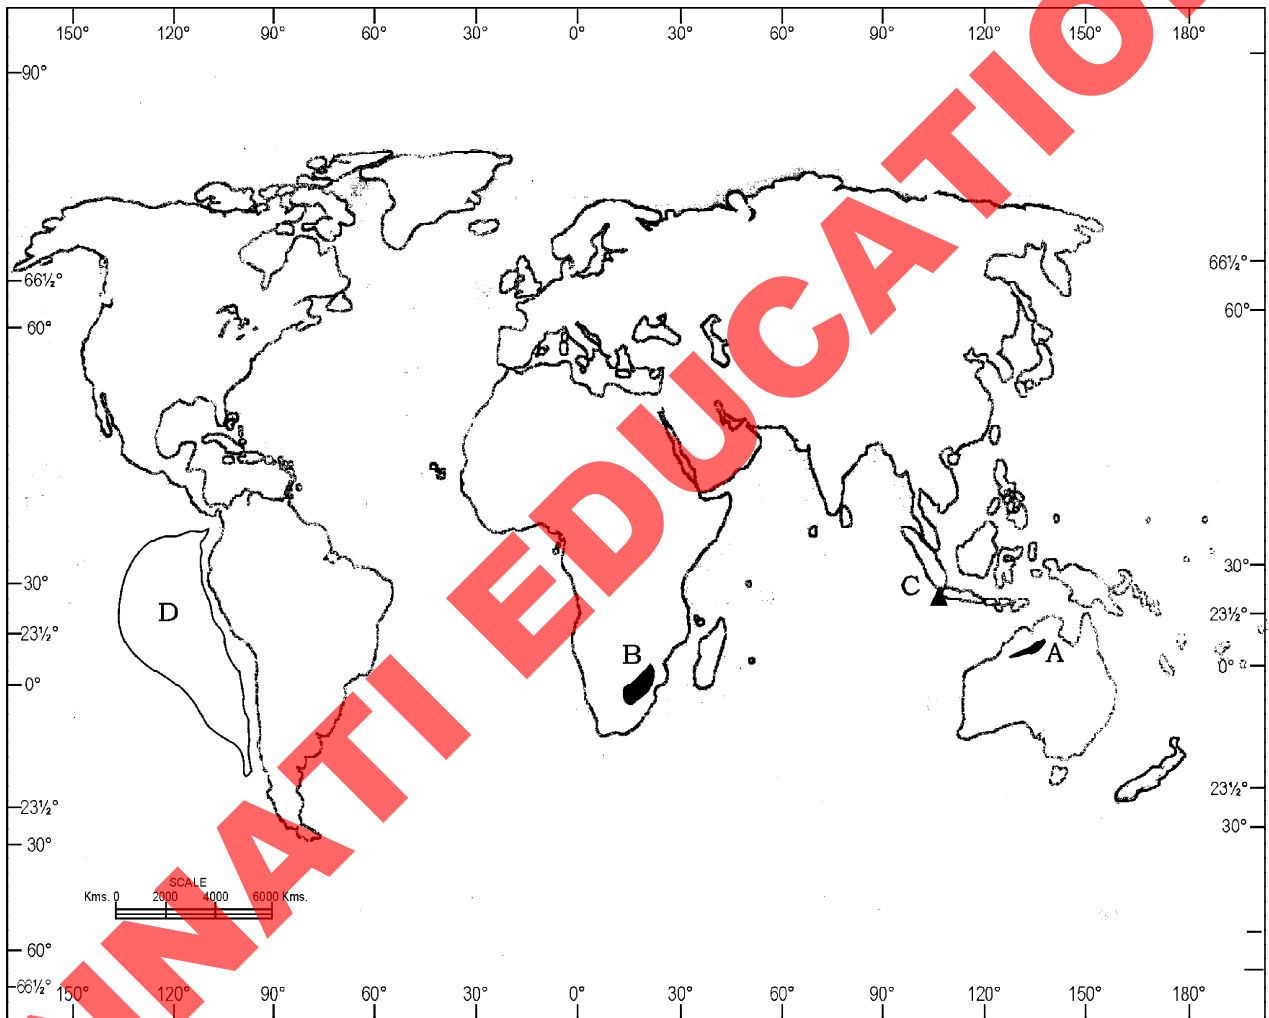 150° 120° 90° 60° 30° 0° 30° 60° 90° 120° 150° 180°
90°
66½° 66½°
60° 60°
30° 30°
C
D 23½°
23½° B A
0° 0°
23½° 23½°
30° 30°
SCALE
Kms. 0 2000 4000 6000 Kms.
60°
66½° 150° 120° 90° 60° 30° 0° 30° 60° 90° 120° 150° 180°
INATI EDUCATIO